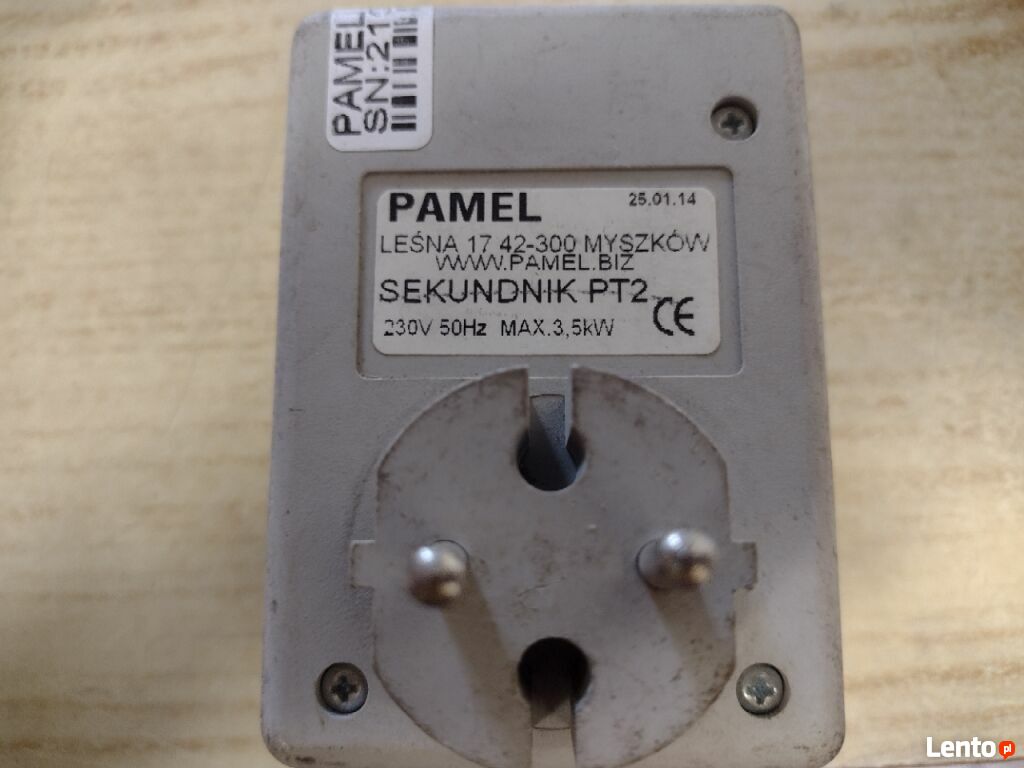 PAMEL
SN:21
PAMEL 25.01.14
LEŚNA 17 42-300 MYSZKÓW
WWW.PAMEL.BIZ
SEKUNDNIK PT2
230V 50Hz MAX.3,5kW CE
Lento.pl